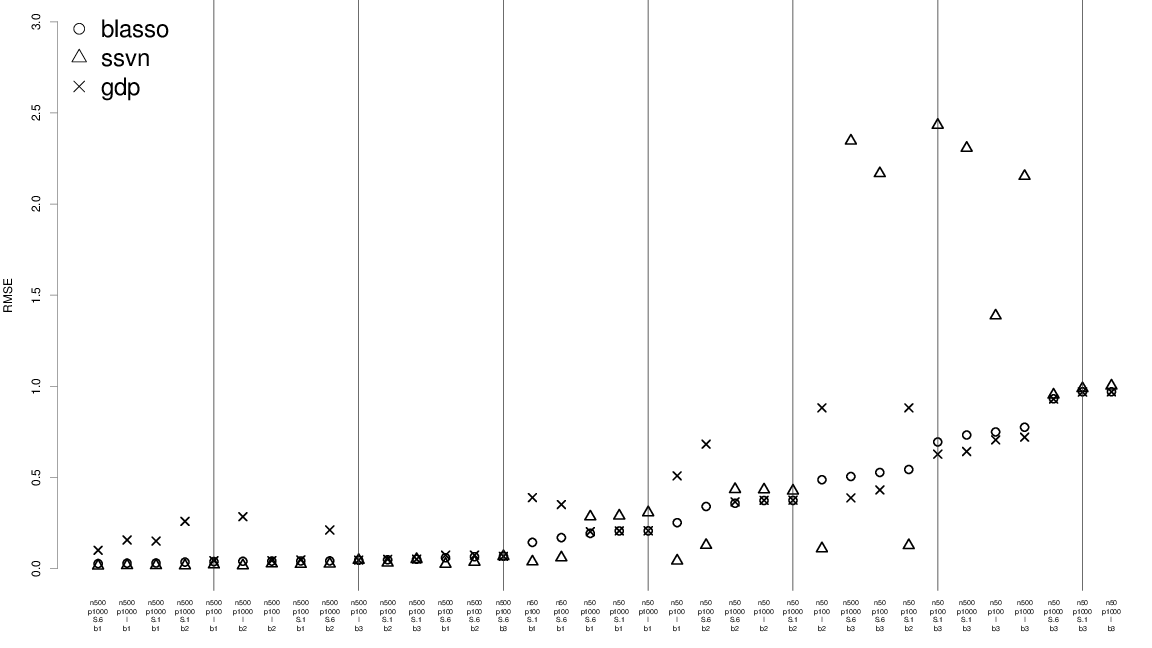 blasso
ssvn
gdp
RMSE
3.0
2.5
2.0
1.5
1.0
0.5
0.0
n500 n500 n500 n500 n500 n500 n500 n500 n500 n500 n500 n500 n500 n500 n500 n50 n50 n50 n50 n50 n50 n50 n50 n50 n50 n50 n500 n50 n50 n50 n500 n50 n500 n50 n50 n50
p1000 p1000 p1000 p1000 p100 p1000 p100 p100 p1000 p100 p100 p100 p100 p100 p100 p100 p100 p1000 p1000 p1000 p100 p100 p1000 p1000 p1000 p100 p1000 p100 p100 p100 p1000 p100 p1000 p1000 p1000 p1000
S.6 – S.1 S.1 – – – S.1 S.6 – S.1 S.1 S.6 S.6 S.6 S.1 S.6 S.6 S.1 – – S.6 S.6 – S.1 – S.6 S.6 S.1 S.1 S.1 – – S.6 S.1 –
b1 b1 b1 b2 b1 b2 b2 b1 b2 b3 b2 b3 b1 b2 b3 b1 b1 b1 b1 b1 b1 b2 b2 b2 b2 b2 b3 b3 b2 b3 b3 b3 b3 b3 b3 b3